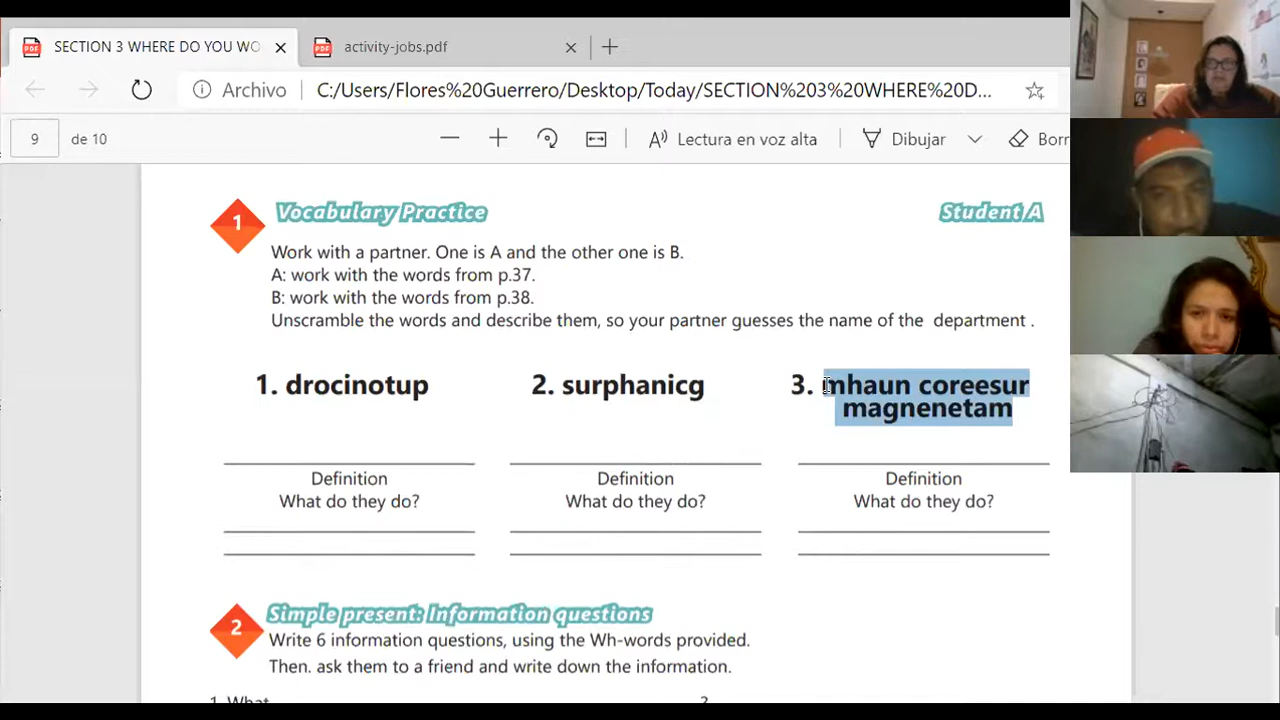 SECTION 3 WHERE DO YOU WO
activity-jobs.pdf
Archivo
C:/Users/Flores%20Guerrero/Desktop/Today/SECTION%203%20WHERE%20D...
9 de 10
Lectura en voz alta
Dibujar
Borr
1 Vocabulary Practice
Student A
Work with a partner. One is A and the other one is B.
A: work with the words from p.37.
B: work with the words from p.38.
Unscramble the words and describe them, so your partner guesses the name of the department .
1. drocinotup
2. surphanicg
3. imhaun coreesur
magnenetam
Definition
What do they do?
Definition
What do they do?
Definition
What do they do?
2 Simple present: Information questions
Write 6 information questions, using the Wh-words provided.
Then. ask them to a friend and write down the information.
1. What
?